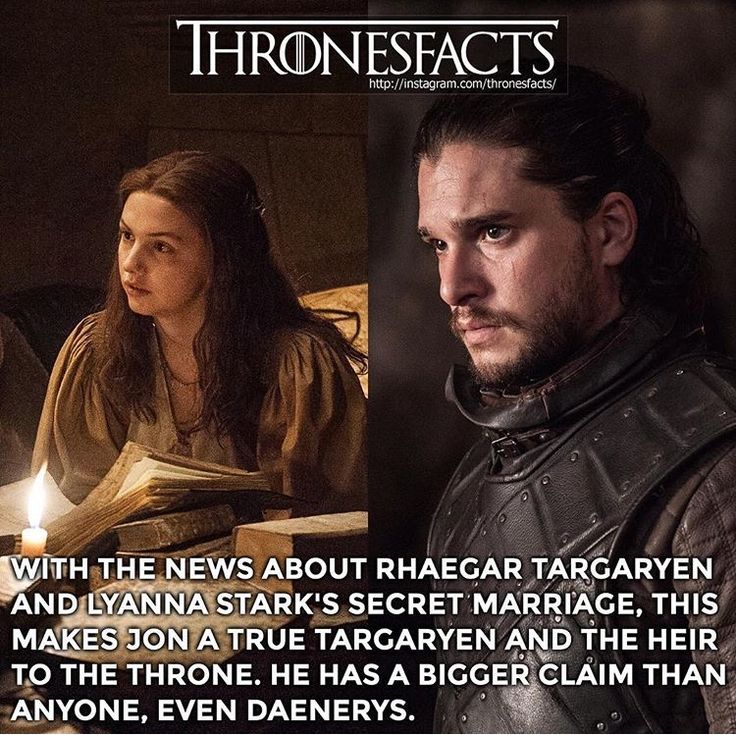 THRONESFACTS
http://instagram.com/thronesfacts/
WITH THE NEWS ABOUT RHAEGAR TARGARYEN
AND LYANNA STARK'S SECRET MARRIAGE, THIS
MAKES JON A TRUE TARGARYEN AND THE HEIR
TO THE THRONE. HE HAS A BIGGER CLAIM THAN
ANYONE, EVEN DAENERYS.